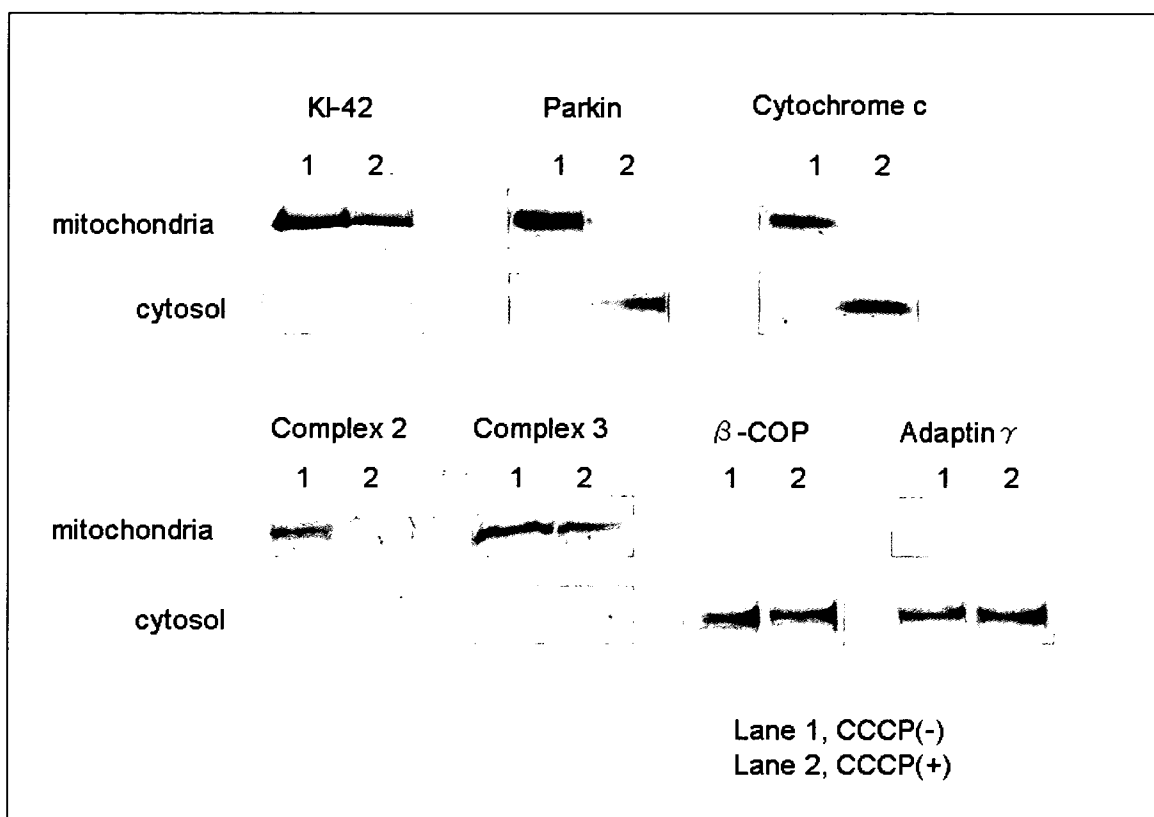 Kl-42 Parkin Cytochrome c
1 2 1 2 1 2
mitochondria
cytosol
Complex 2 Complex 3 β-COP Adaptin γ
1 2 1 2 1 2 1 2
mitochondria
cytosol
Lane 1, CCCP(-)
Lane 2, CCCP(+)